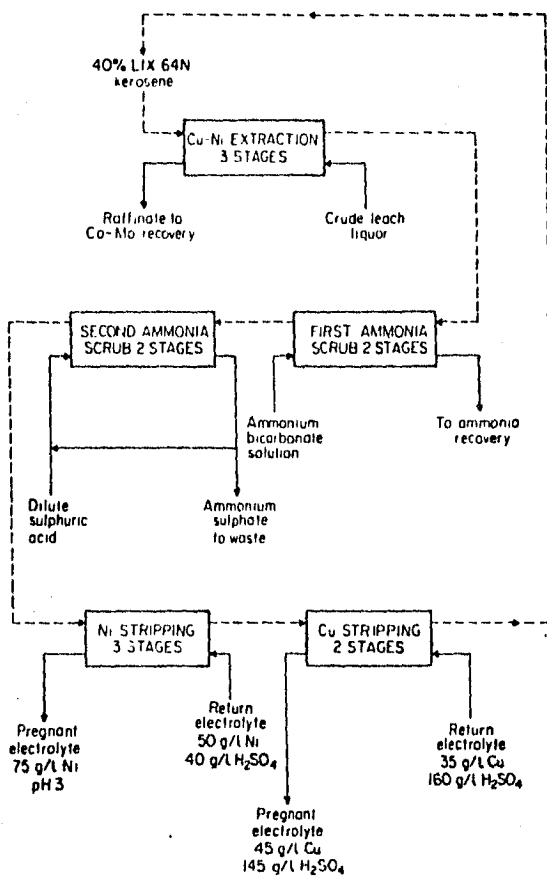 40% LIX 64N
kerosene
Cu-Ni EXTRACTION
3 STAGES
Raffinate to
Co-Mo recovery
Crude leach
liquor
SECOND AMMONIA
SCRUB 2 STAGES
FIRST AMMONIA
SCRUB 2 STAGES
Ammonium
bicarbonate
solution
To ammonia
recovery
Dilute
sulphuric
acid
Ammonium
sulphate
to waste
Ni STRIPPING
3 STAGES
Cu STRIPPING
2 STAGES
Pregnant
electrolyte
75 g/l Ni
pH 3
Return
electrolyte
50 g/l Ni
40 g/l H₂SO₄
Return
electrolyte
35 g/l Cu
160 g/l H₂SO₄
Pregnant
electrolyte
45 g/l Cu
145 g/l H₂SO₄